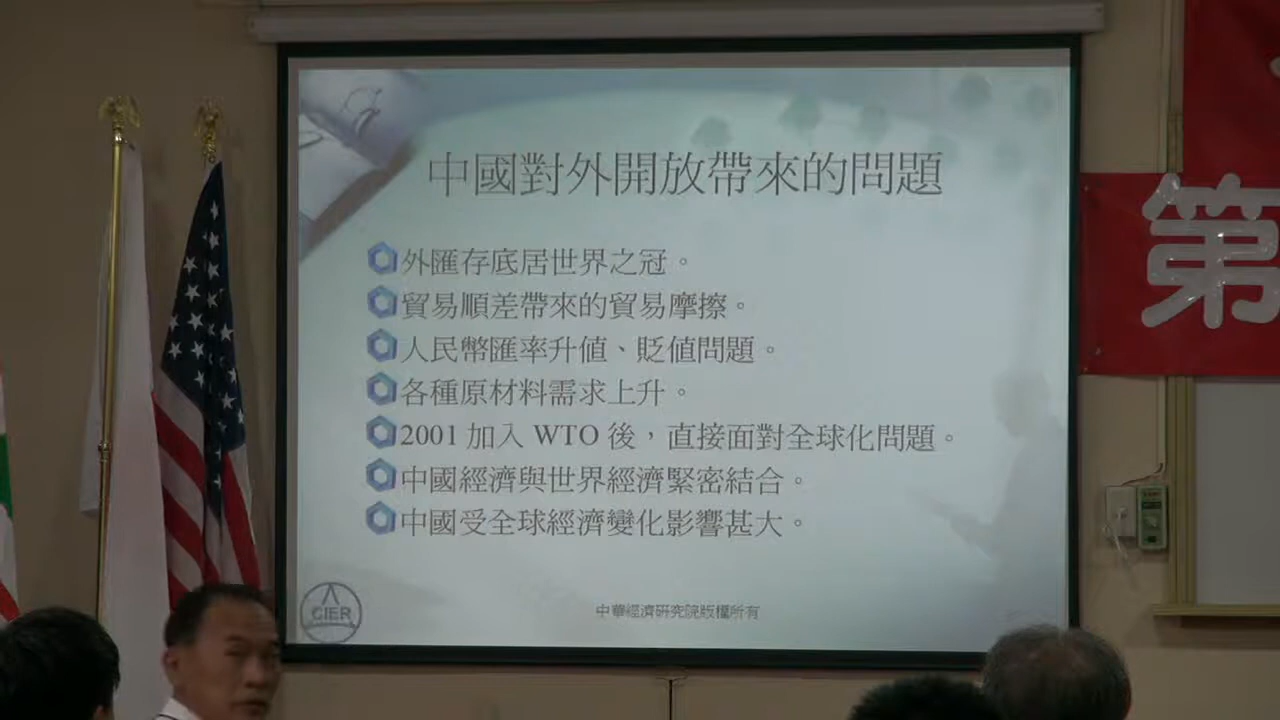 中國對外開放帶來的問題
外匯存底居世界之冠。
貿易順差帶來的貿易摩擦。
人民幣匯率升值、貶值問題。
各種原材料需求上升。
2001 加入 WTO 後，直接面對全球化問題。
中國經濟與世界經濟緊密結合。
中國受全球經濟變化影響甚大。
CIER
中華經濟研究院版權所有
第